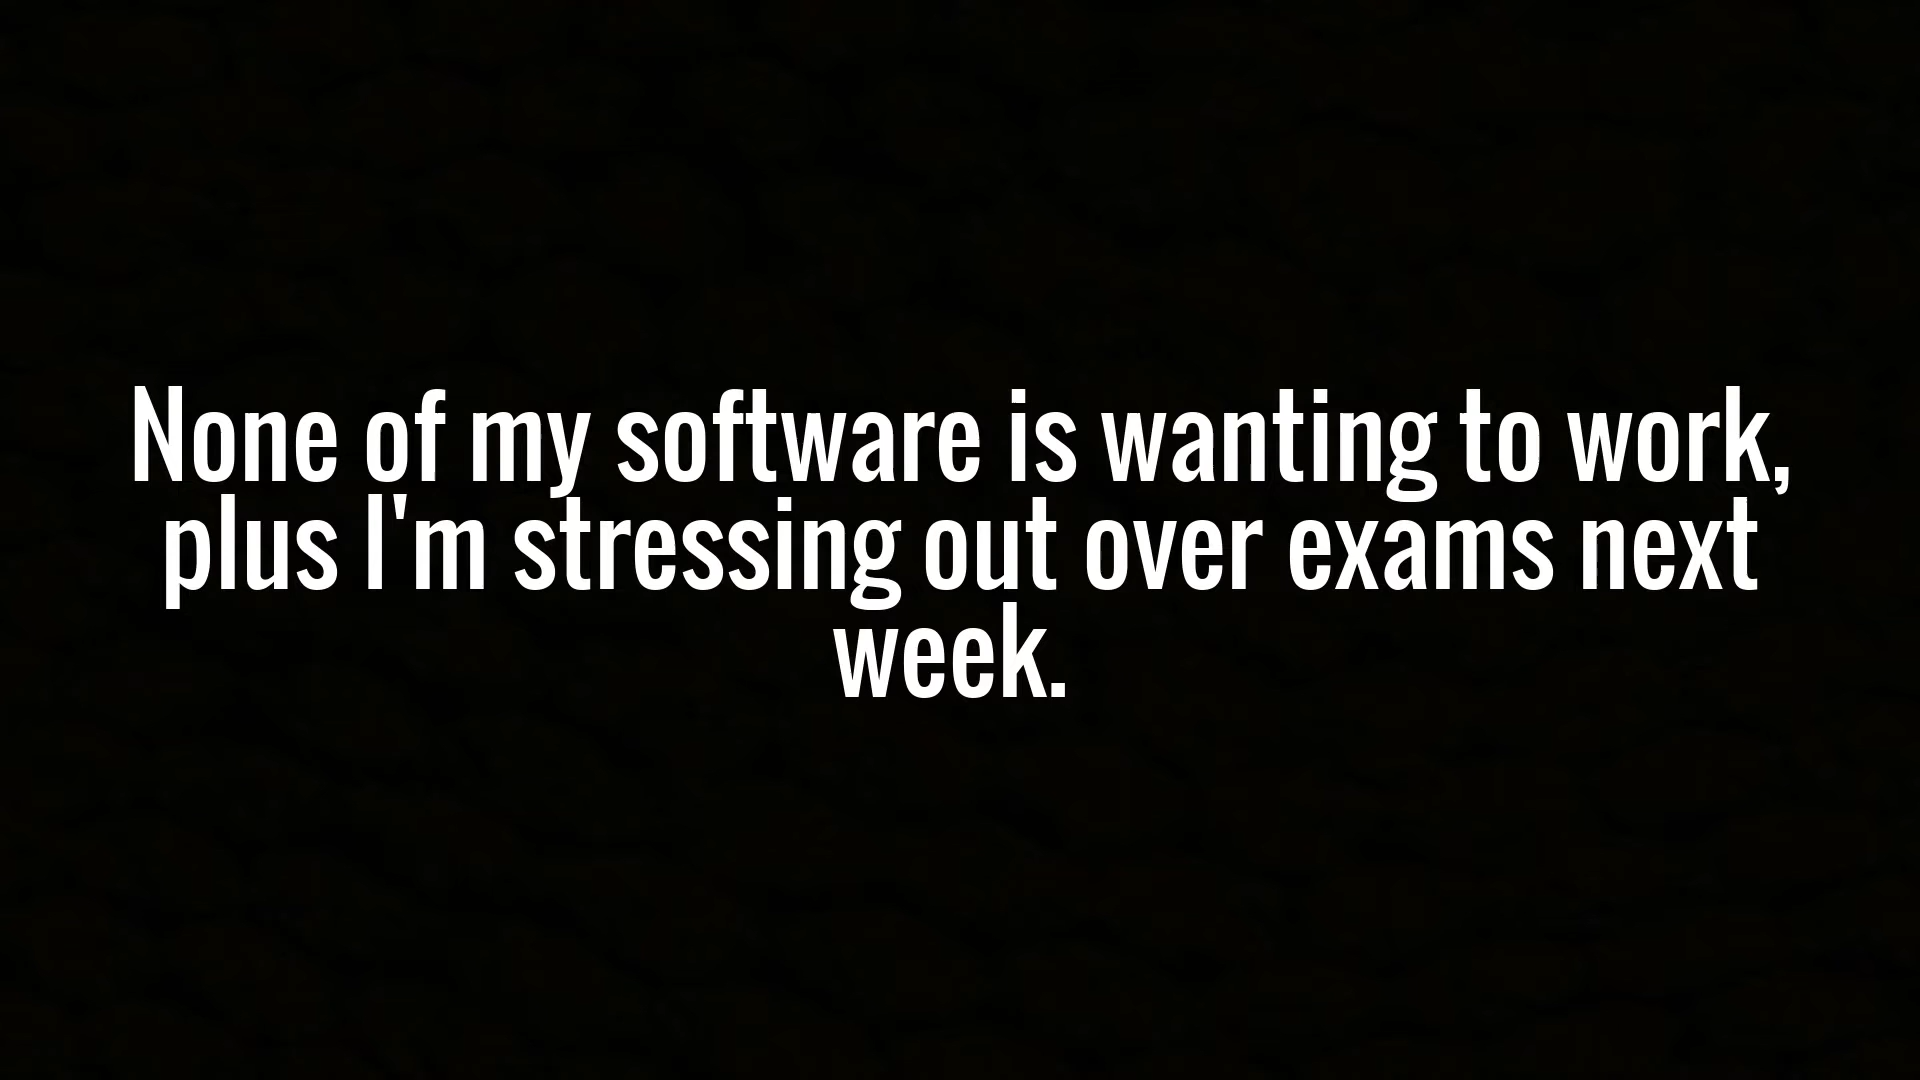 None of my software is wanting to work,
plus I'm stressing out over exams next
week.